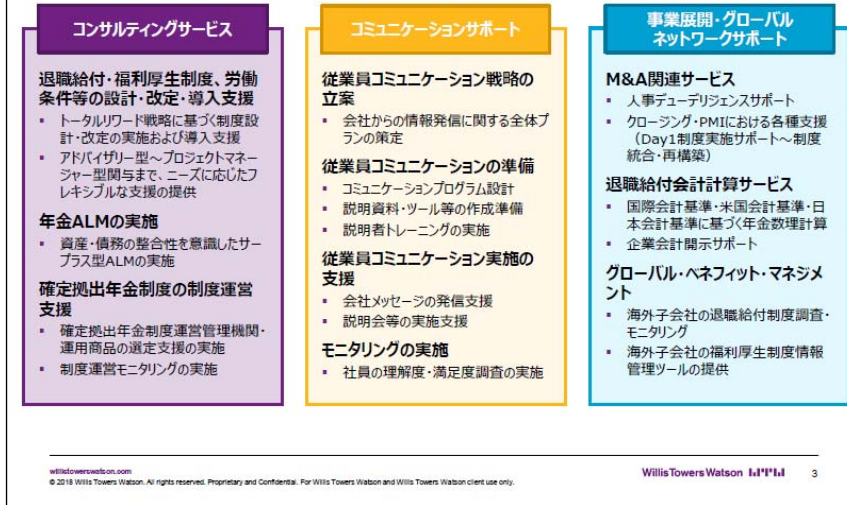 コンサルティングサービス
退職給付・福利厚生制度、労働
条件等の設計・改定・導入支援
▪ トータルリワード戦略に基づく制度設
計・改定の実施および導入支援
▪ アドバイザリー型～プロジェクトマネー
ジャー型関与まで、ニーズに応じたフ
レキシブルな支援の提供
年金ALMの実施
▪ 資産・債務の整合性を意識したサー
プラス型ALMの実施
確定拠出年金制度の制度運営
支援
▪ 確定拠出年金制度運営管理機関・
運用商品の選定支援の実施
▪ 制度運営モニタリングの実施
コミュニケーションサポート
従業員コミュニケーション戦略の
立案
▪ 会社からの情報発信に関する全体プ
ランの策定
従業員コミュニケーションの準備
▪ コミュニケーションプログラム設計
▪ 説明資料・ツール等の作成準備
▪ 説明者トレーニングの実施
従業員コミュニケーション実施の
支援
▪ 会社メッセージの発信支援
▪ 説明会等の実施支援
モニタリングの実施
▪ 社員の理解度・満足度調査の実施
事業展開・グローバル
ネットワークサポート
M&A関連サービス
▪ 人事デューデリジェンスサポート
▪ クロージング・PMIにおける各種支援
（Day1制度実施サポート～制度
統合・再構築）
退職給付会計計算サービス
▪ 国際会計基準・米国会計基準・日
本会計基準に基づく年金数理計算
▪ 企業会計開示サポート
グローバル・ベネフィット・マネジメ
ント
▪ 海外子会社の退職給付制度調査・
モニタリング
▪ 海外子会社の福利厚生制度情報
管理ツールの提供
willistowerswatson.com
© 2018 Willis Towers Watson. All rights reserved. Proprietary and Confidential. For Willis Towers Watson and Willis Towers Watson client use only.
Willis Towers Watson
3